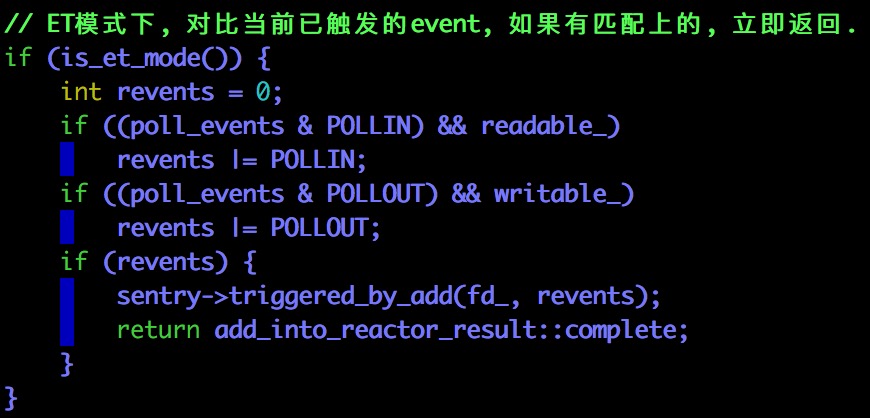 // ET模式下，对比当前已触发的event，如果有匹配上的，立即返回.
if (is_et_mode()) {
    int revents = 0;
    if ((poll_events & POLLIN) && readable_)
        revents |= POLLIN;
    if ((poll_events & POLLOUT) && writable_)
        revents |= POLLOUT;
    if (revents) {
        sentry->triggered_by_add(fd_, revents);
        return add_into_reactor_result::complete;
    }
}